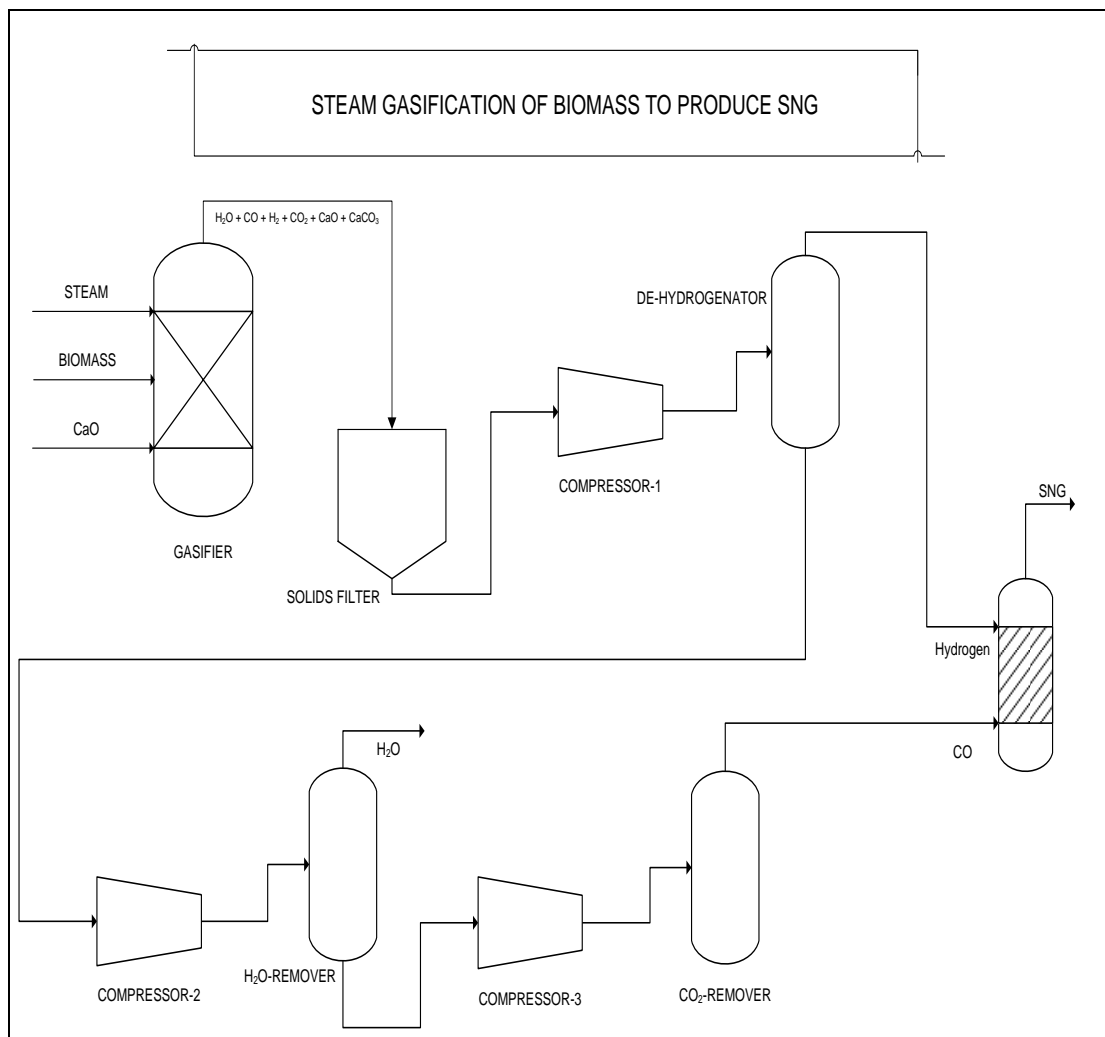 STEAM GASIFICATION OF BIOMASS TO PRODUCE SNG
H₂O + CO + H₂ + CO₂ + CaO + CaCO₃
STEAM
BIOMASS
CaO
GASIFIER
SOLIDS FILTER
COMPRESSOR-1
DE-HYDROGENATOR
SNG
Hydrogen
CO
H₂O
COMPRESSOR-2
H₂O-REMOVER
COMPRESSOR-3
CO₂-REMOVER